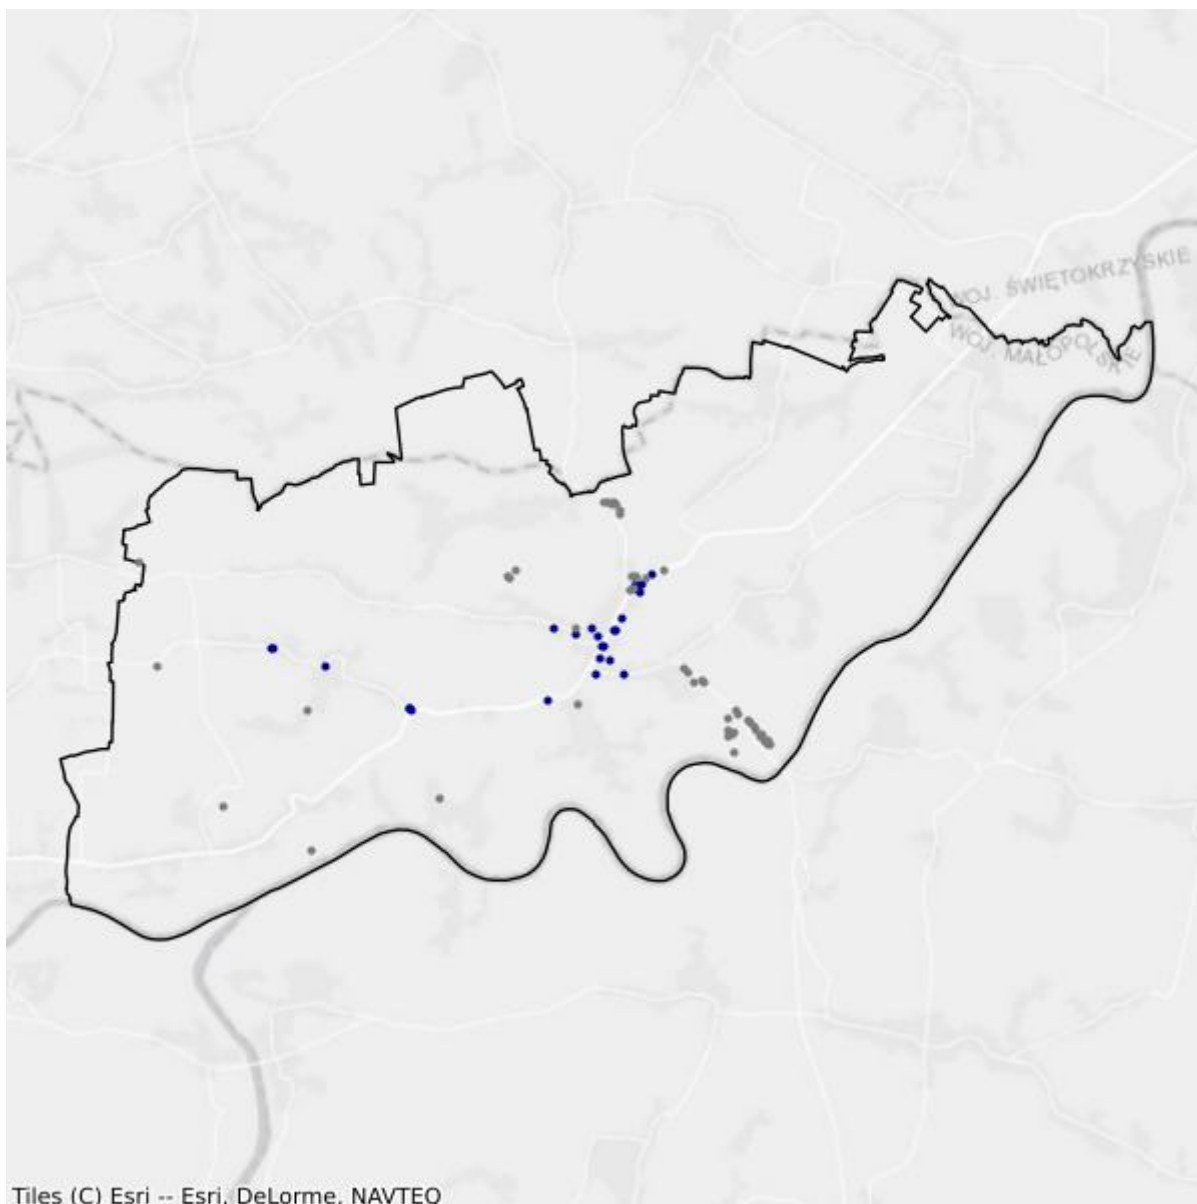 WOJ. ŚWIĘTOKRZYSKIE
WOJ. MAŁOPOLSKIE
Tiles (C) Esri -- Esri, DeLorme, NAVTEQ